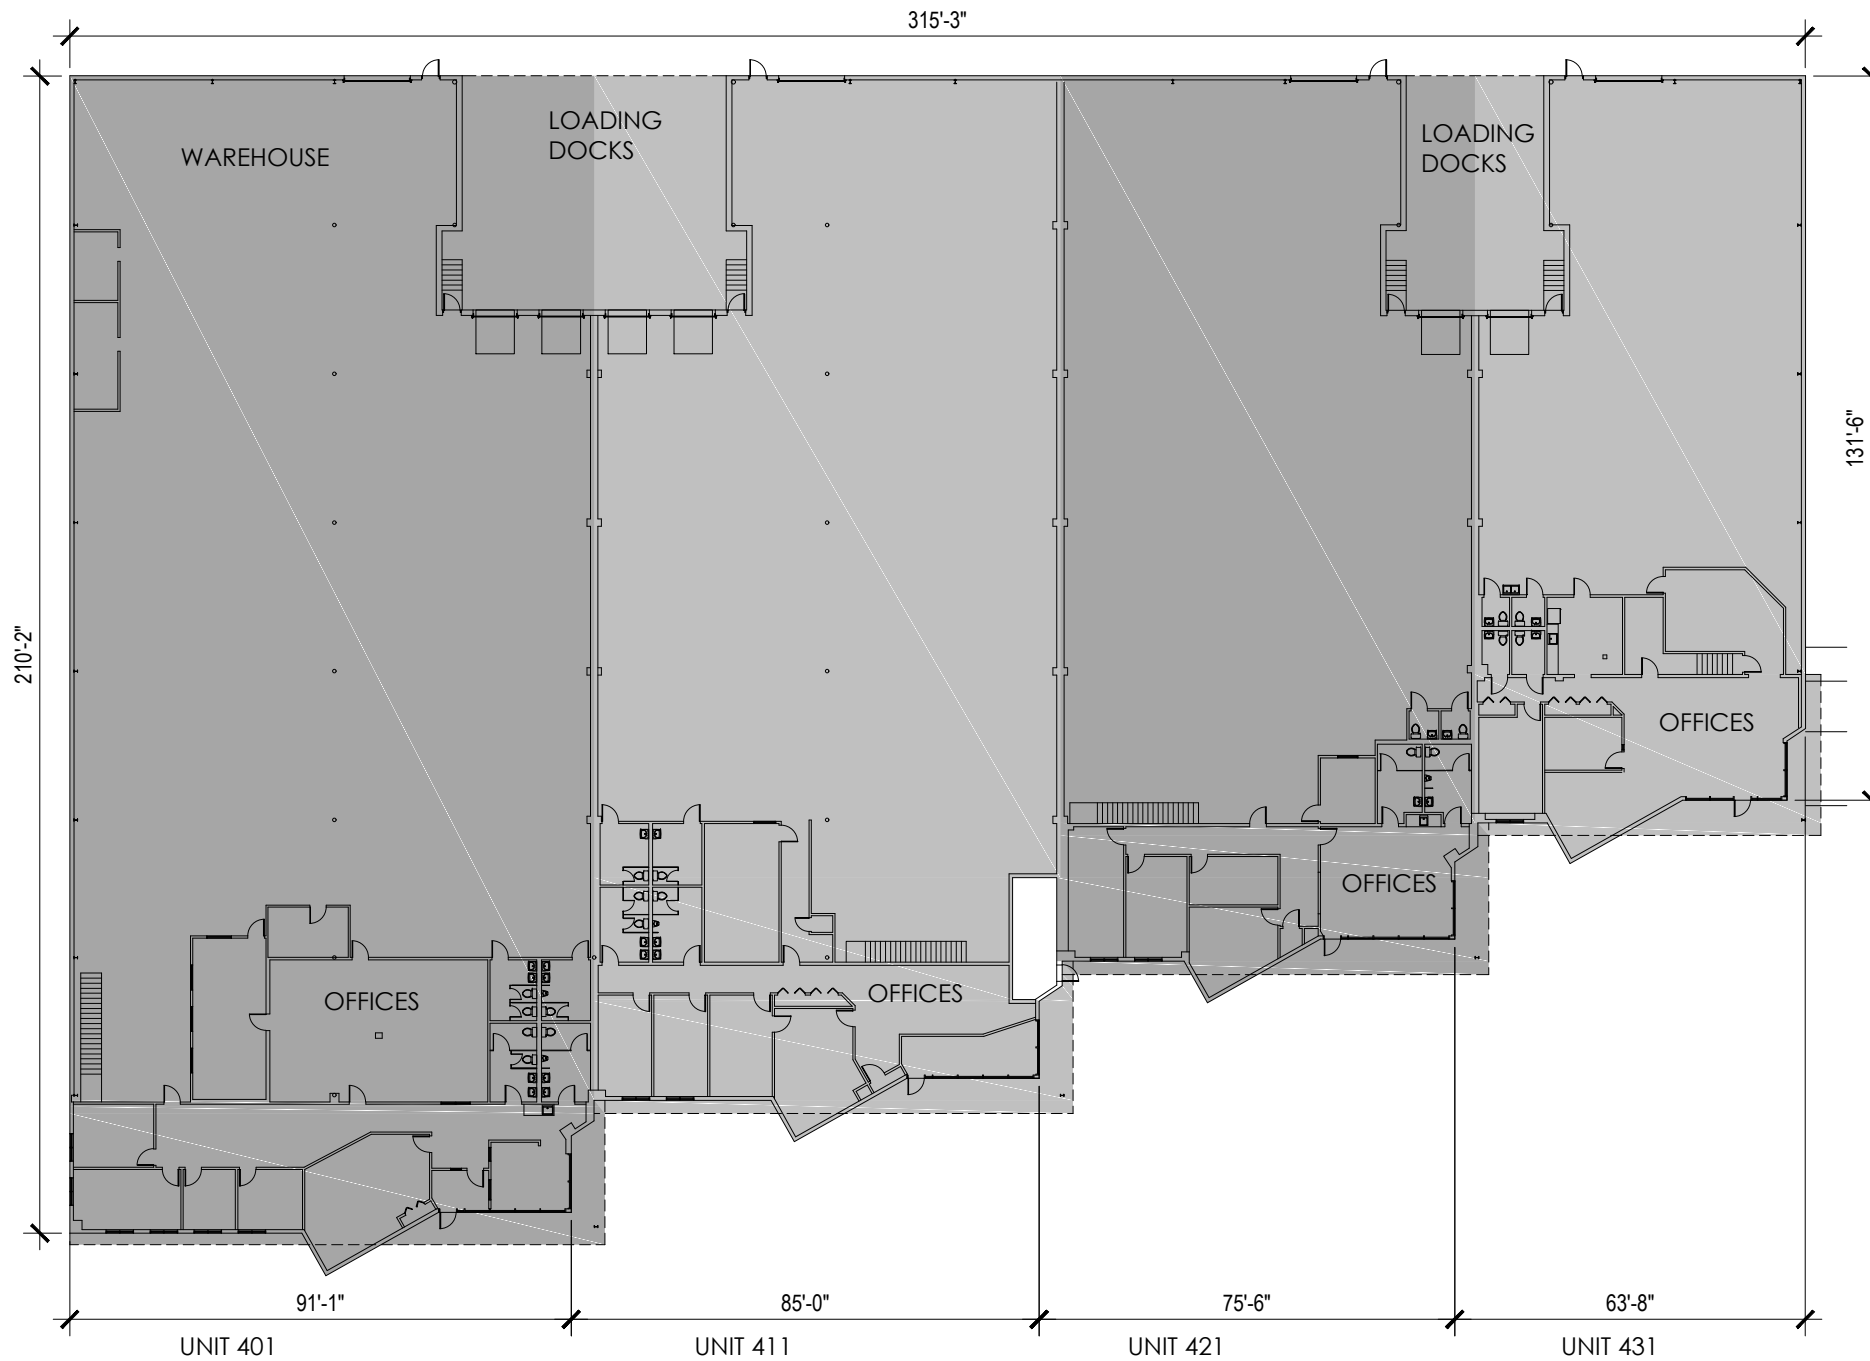 315'-3"
WAREHOUSE
LOADING
DOCKS
LOADING
DOCKS
131'-6"
210'-2"
OFFICES
OFFICES
OFFICES
OFFICES
91'-1"
85'-0"
75'-6"
63'-8"
UNIT 401
UNIT 411
UNIT 421
UNIT 431